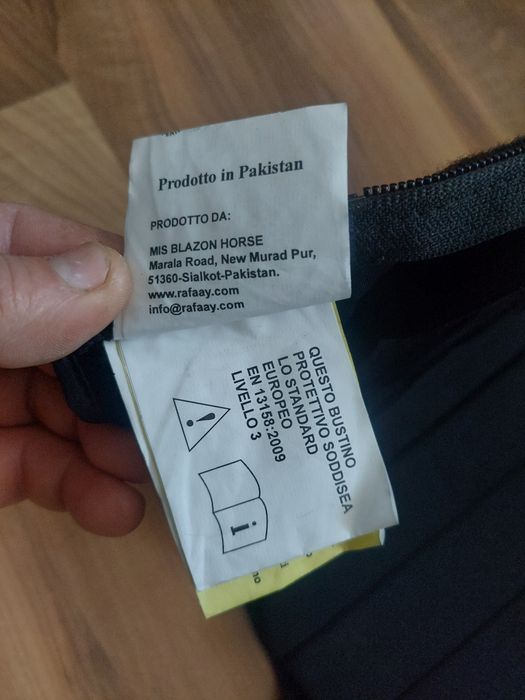 Prodotto in Pakistan
PRODOTTO DA:
MIS BLAZON HORSE
Marala Road, New Murad Pur,
51360-Sialkot-Pakistan.
www.rafaay.com
info@rafaay.com
QUESTO BUSTINO
PROTETTIVO SODDISEA
LO STANDARD
EUROPEO
EN 13158:2009
LIVELLO 3
i